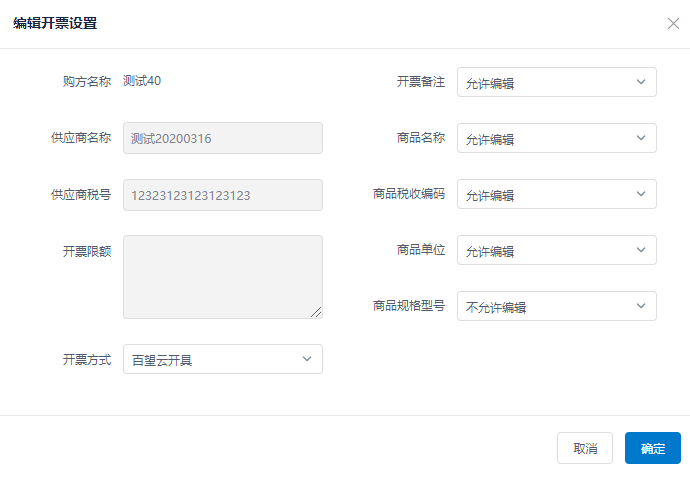 编辑开票设置
购方名称 测试40
供应商名称 测试20200316
供应商税号 12323123123123123
开票限额
开票方式 百望云开具
开票备注 允许编辑
商品名称 允许编辑
商品税收编码 允许编辑
商品单位 允许编辑
商品规格型号 不允许编辑
取消 确定